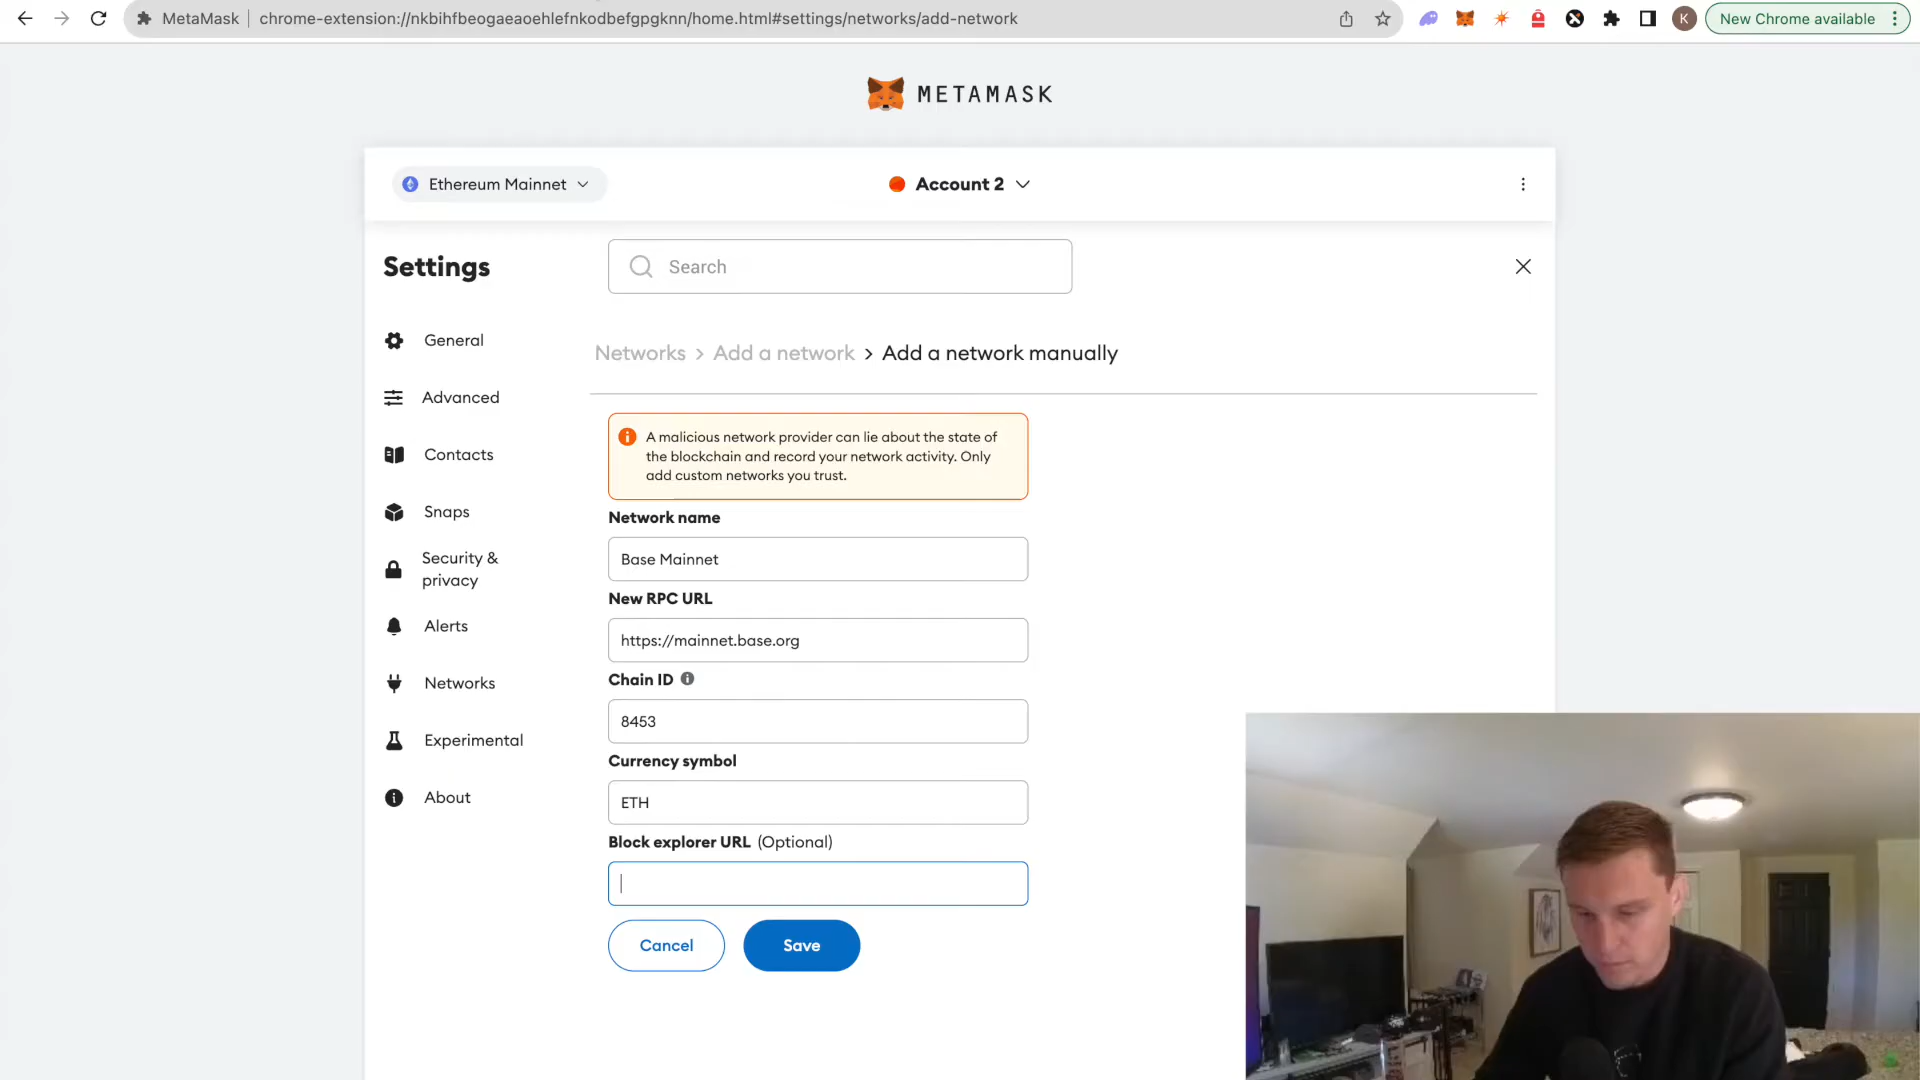 MetaMask
chrome-extension://nkbihfbeogaeaoehlefnkodbefgpgknn/home.html#settings/networks/add-network
K
New Chrome available
METAMASK
Ethereum Mainnet
Account 2
Settings
Search
General
Networks > Add a network > Add a network manually
Advanced
A malicious network provider can lie about the state of
the blockchain and record your network activity. Only
add custom networks you trust.
Contacts
Snaps
Network name
Security &
privacy
Base Mainnet
New RPC URL
Alerts
https://mainnet.base.org
Networks
Chain ID
8453
Experimental
Currency symbol
About
ETH
Block explorer URL (Optional)
Cancel
Save